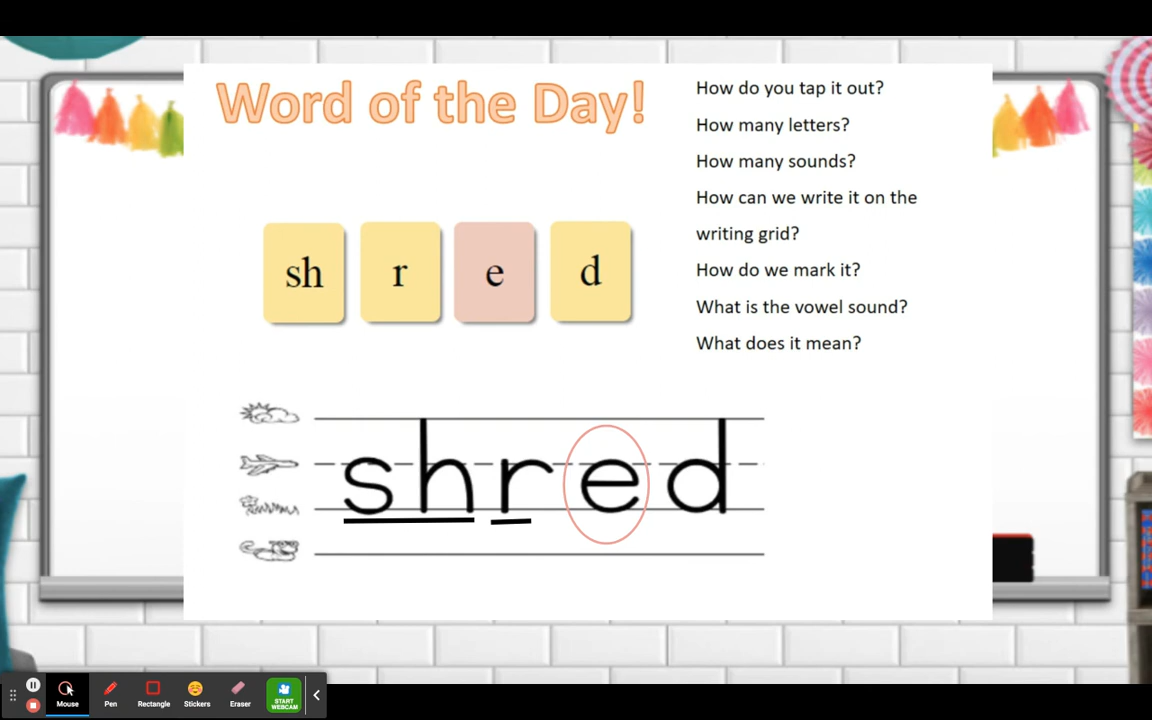 Word of the Day!
How do you tap it out?
How many letters?
How many sounds?
How can we write it on the
writing grid?
How do we mark it?
What is the vowel sound?
What does it mean?
sh r e d
shred
Mouse Pen Rectangle Stickers Eraser START WEBCAM